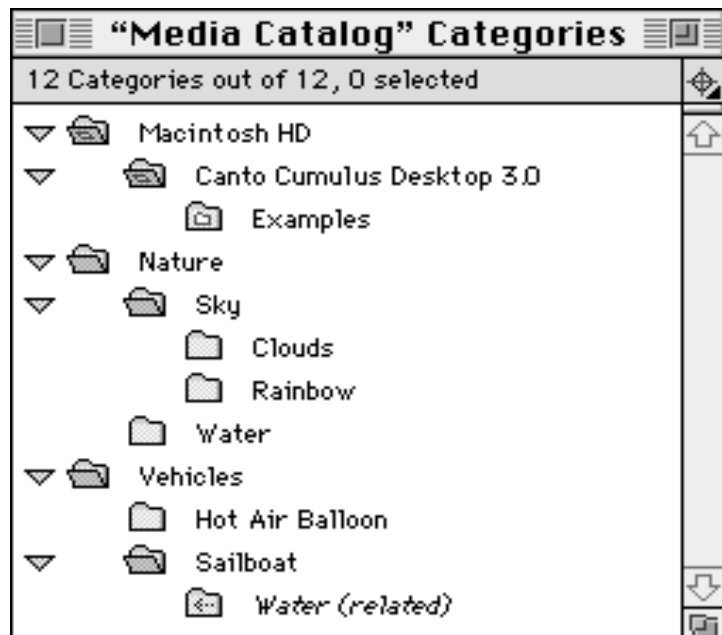 “Media Catalog” Categories
12 Categories out of 12, 0 selected
Macintosh HD
Canto Cumulus Desktop 3.0
Examples
Nature
Sky
Clouds
Rainbow
Water
Vehicles
Hot Air Balloon
Sailboat
Water (related)